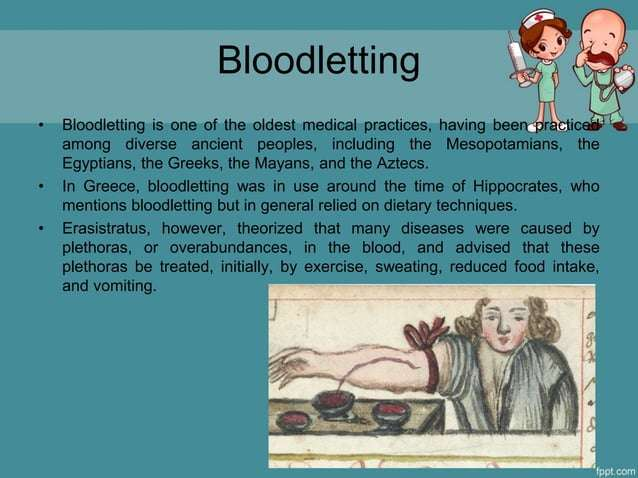 Bloodletting
• Bloodletting is one of the oldest medical practices, having been practiced
among diverse ancient peoples, including the Mesopotamians, the
Egyptians, the Greeks, the Mayans, and the Aztecs.
• In Greece, bloodletting was in use around the time of Hippocrates, who
mentions bloodletting but in general relied on dietary techniques.
• Erasistratus, however, theorized that many diseases were caused by
plethoras, or overabundances, in the blood, and advised that these
plethoras be treated, initially, by exercise, sweating, reduced food intake,
and vomiting.
fppt.com